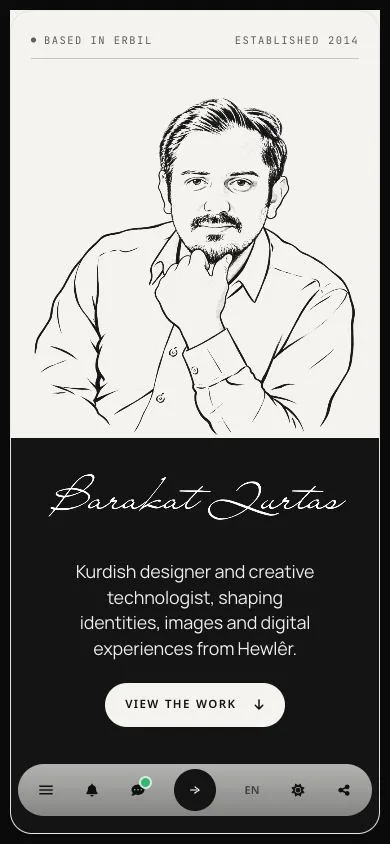 BASED IN ERBIL
ESTABLISHED 2014
Barakat Qurtas
Kurdish designer and creative
technologist, shaping
identities, images and digital
experiences from Hewlêr.
VIEW THE WORK
EN